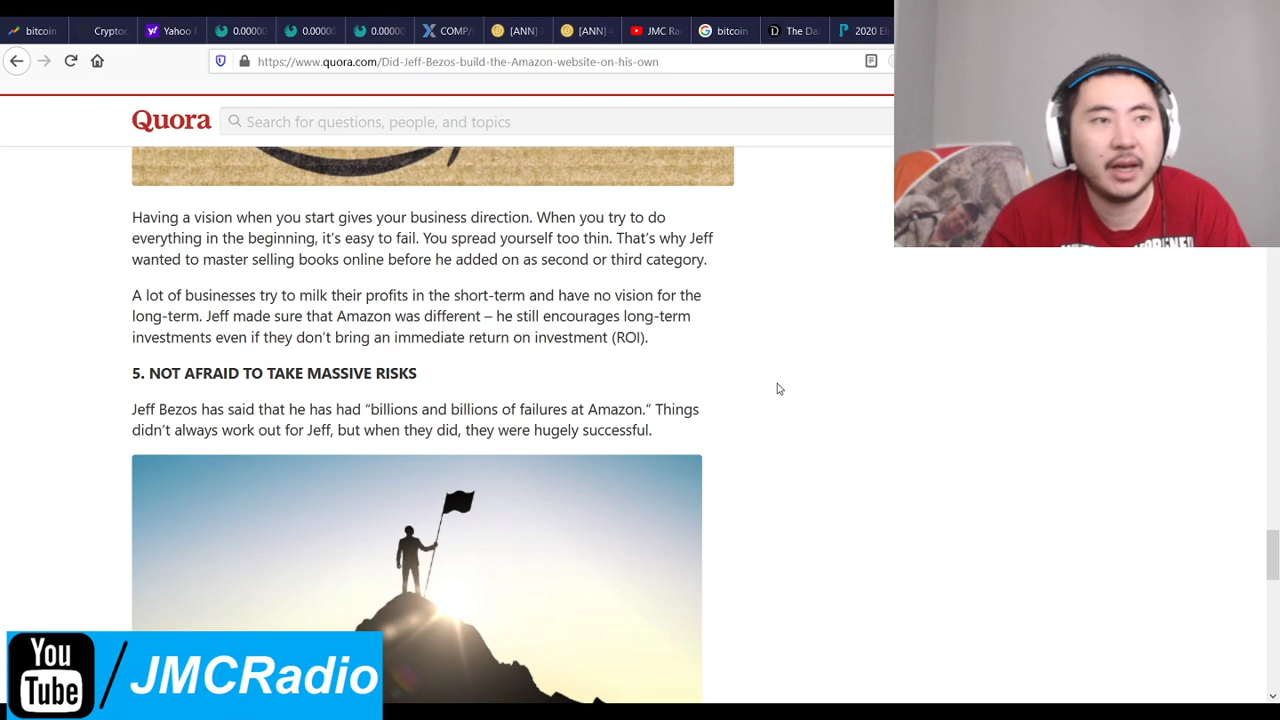 bitcoin
Cryptoc
Yahoo
0.00000
0.00000
0.00000
COMP/
[ANN]
[ANN]
JMC Ra
bitcoin
The Da
2020 El
https://www.quora.com/Did-Jeff-Bezos-build-the-Amazon-website-on-his-own
Quora
Search for questions, people, and topics
Having a vision when you start gives your business direction. When you try to do
everything in the beginning, it's easy to fail. You spread yourself too thin. That's why Jeff
wanted to master selling books online before he added on as second or third category.
A lot of businesses try to milk their profits in the short-term and have no vision for the
long-term. Jeff made sure that Amazon was different – he still encourages long-term
investments even if they don't bring an immediate return on investment (ROI).
5. NOT AFRAID TO TAKE MASSIVE RISKS
Jeff Bezos has said that he has had “billions and billions of failures at Amazon.” Things
didn't always work out for Jeff, but when they did, they were hugely successful.
You
Tube
/JMCRadio